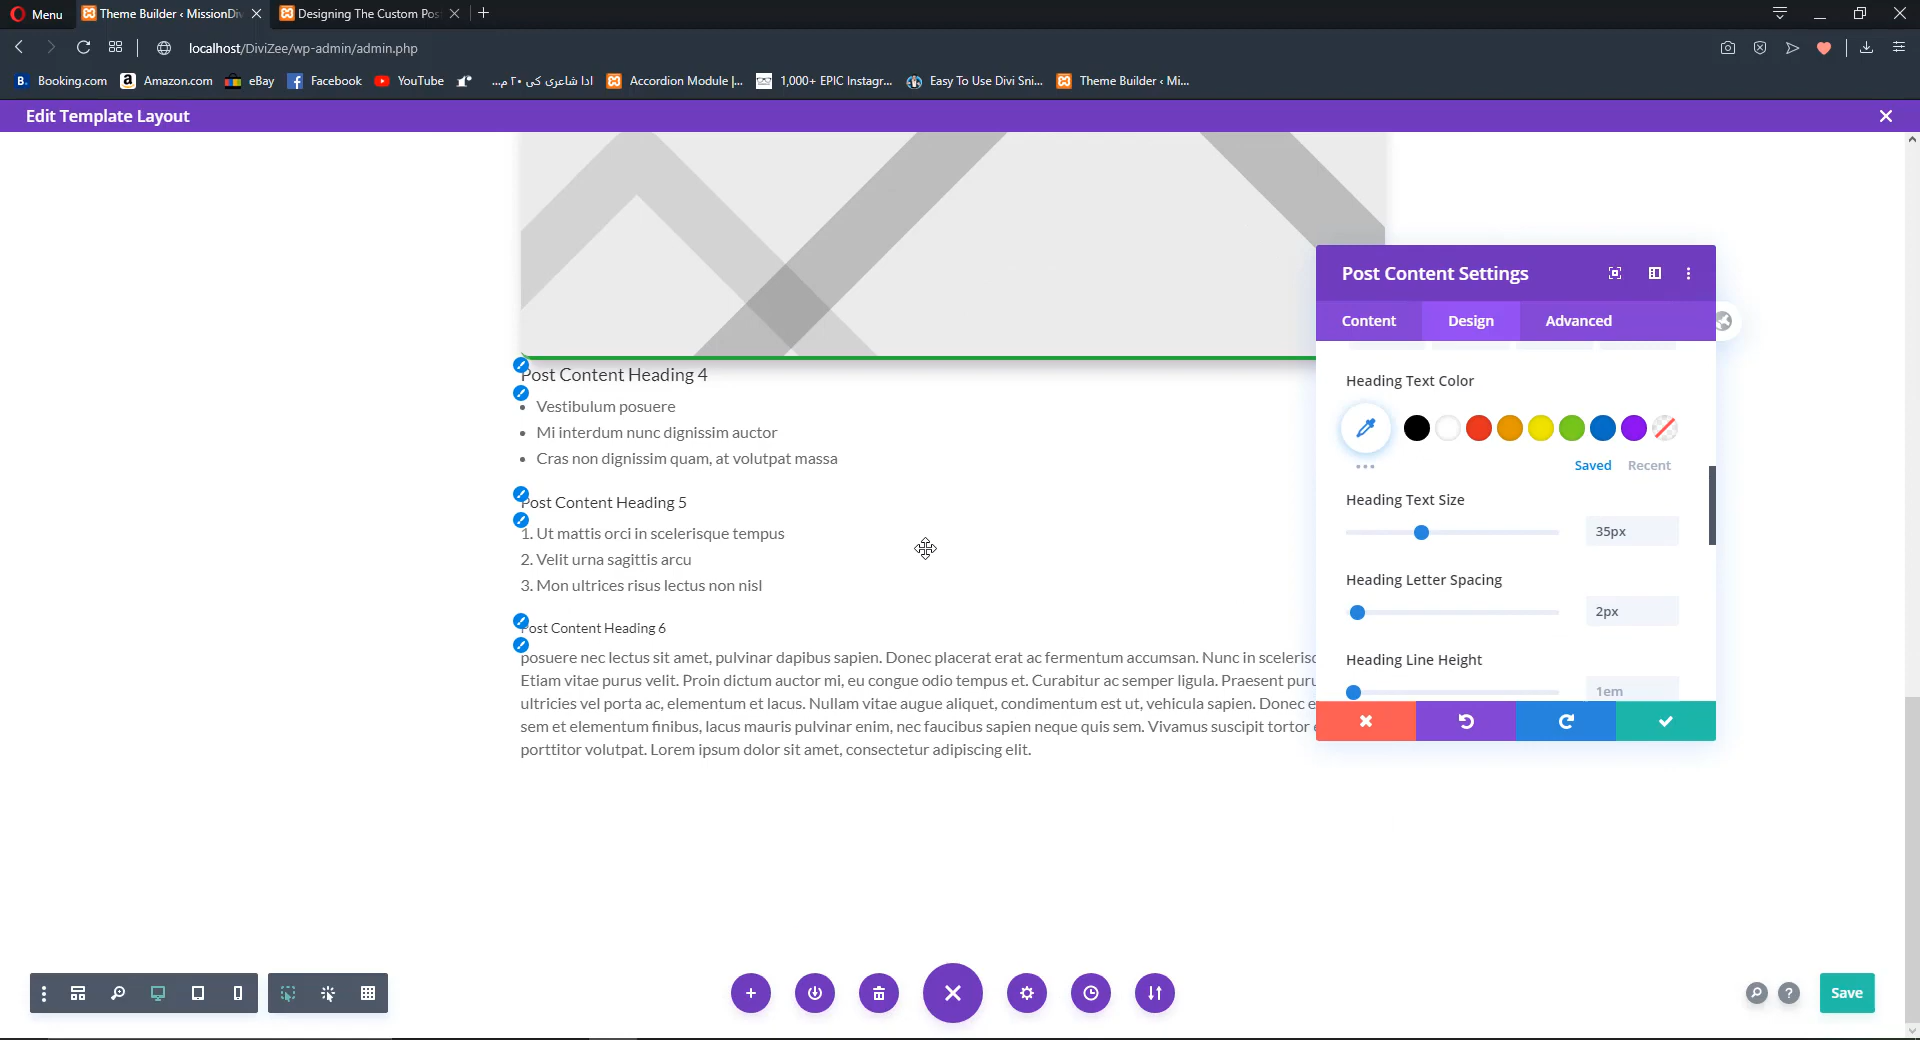 Menu
Theme Builder ‹ MissionDiv
Designing The Custom Pos
localhost/DiviZee/wp-admin/admin.php
Booking.com
Amazon.com
eBay
Facebook
YouTube
ادا شاعری کی ۲۰ م...
Accordion Module |...
1,000+ EPIC Instagr...
Easy To Use Divi Sni...
Theme Builder ‹ Mi...
Edit Template Layout
Post Content Settings
Content
Design
Advanced
Heading Text Color
Saved
Recent
Heading Text Size
35px
Heading Letter Spacing
2px
Heading Line Height
1em
Post Content Heading 4
Vestibulum posuere
Mi interdum nunc dignissim auctor
Cras non dignissim quam, at volutpat massa
Post Content Heading 5
1. Ut mattis orci in scelerisque tempus
2. Velit urna sagittis arcu
3. Mon ultrices risus lectus non nisl
Post Content Heading 6
posuere nec lectus sit amet, pulvinar dapibus sapien. Donec placerat erat ac fermentum accumsan. Nunc in scelerisq
Etiam vitae purus velit. Proin dictum auctor mi, eu congue odio tempus et. Curabitur ac semper ligula. Praesent puru
ultricies vel porta ac, elementum et lacus. Nullam vitae augue aliquet, condimentum est ut, vehicula sapien. Donec e
sem et elementum finibus, lacus mauris pulvinar enim, nec faucibus sapien neque quis sem. Vivamus suscipit tortor
porttitor volutpat. Lorem ipsum dolor sit amet, consectetur adipiscing elit.
Save